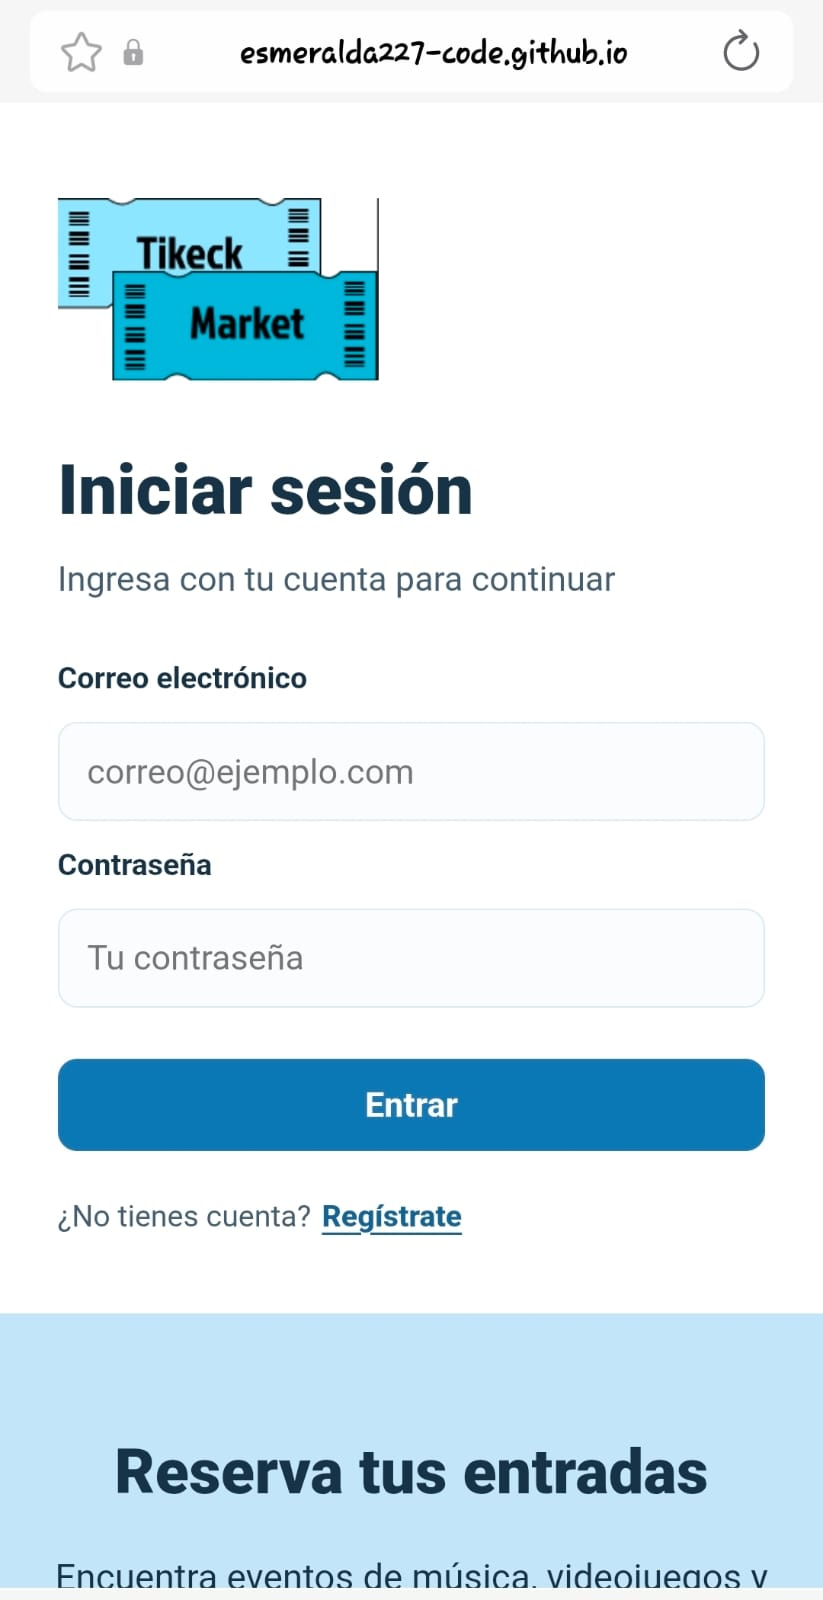 esmeralda227-code.github.io
Tikeck
Market
Iniciar sesión
Ingresa con tu cuenta para continuar
Correo electrónico
correo@ejemplo.com
Contraseña
Tu contraseña
Entrar
¿No tienes cuenta? Regístrate
Reserva tus entradas
Encuentra eventos de música, videojuegos y